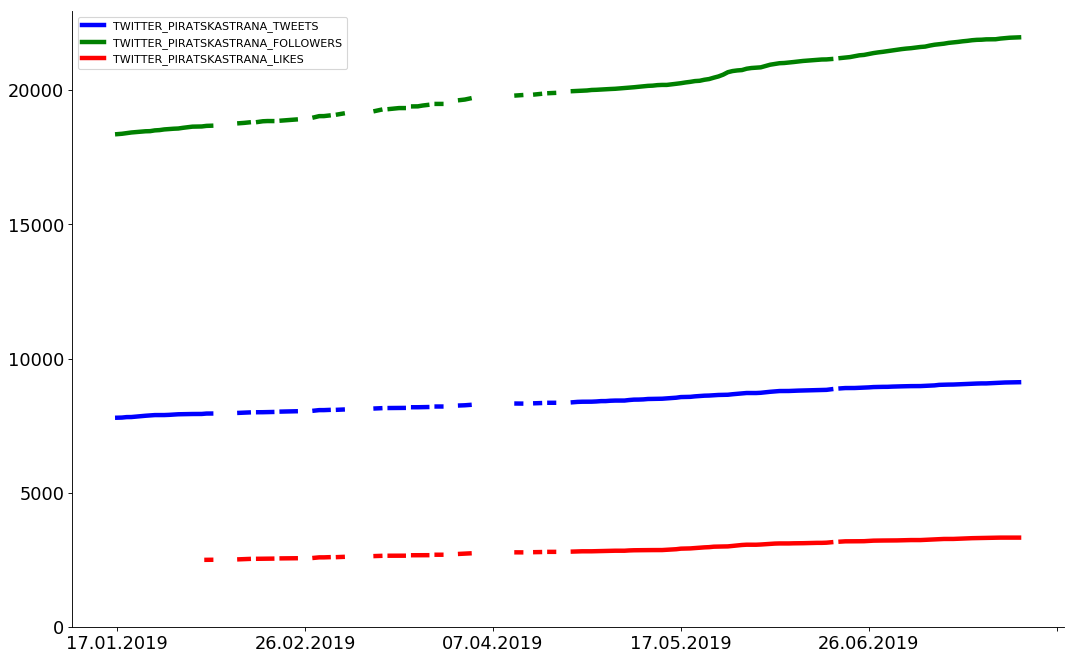 TWITTER_PIRATSKASTRANA_TWEETS
TWITTER_PIRATSKASTRANA_FOLLOWERS
TWITTER_PIRATSKASTRANA_LIKES
20000
15000
10000
5000
0
17.01.2019 26.02.2019 07.04.2019 17.05.2019 26.06.2019